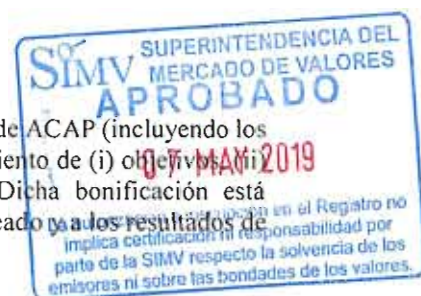 SIMV SUPERINTENDENCIA DEL
MERCADO DE VALORES
APROBADO
de ACAP (incluyendo los
iento de (i) objetivos, (ii)
07 MAY 2019
Dicha bonificación está
eado y a los resultados de
inscripción en el Registro no
implica certificación ni responsabilidad por
parte de la SIMV respecto la solvencia de los
emisores ni sobre las bondades de los valores.